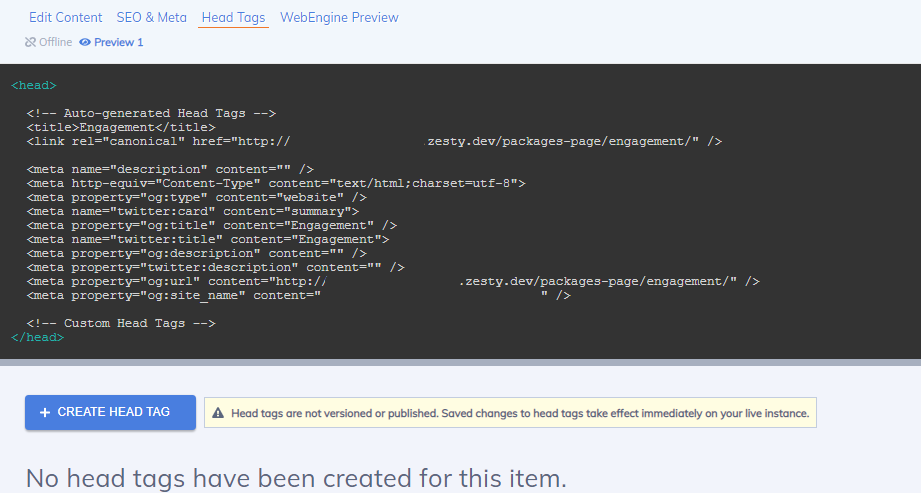 Edit Content SEO & Meta Head Tags WebEngine Preview
Offline Preview 1
<head>
<!-- Auto-generated Head Tags -->
<title>Engagement</title>
<link rel="canonical" href="http:// .zesty.dev/packages-page/engagement/" />
<meta name="description" content="" />
<meta http-equiv="Content-Type" content="text/html;charset=utf-8">
<meta property="og:type" content="website" />
<meta name="twitter:card" content="summary">
<meta property="og:title" content="Engagement" />
<meta name="twitter:title" content="Engagement">
<meta property="og:description" content="" />
<meta property="twitter:description" content="" />
<meta property="og:url" content="http:// .zesty.dev/packages-page/engagement/" />
<meta property="og:site_name" content=" " />
<!-- Custom Head Tags -->
</head>
+ CREATE HEAD TAG
Head tags are not versioned or published. Saved changes to head tags take effect immediately on your live instance.
No head tags have been created for this item.